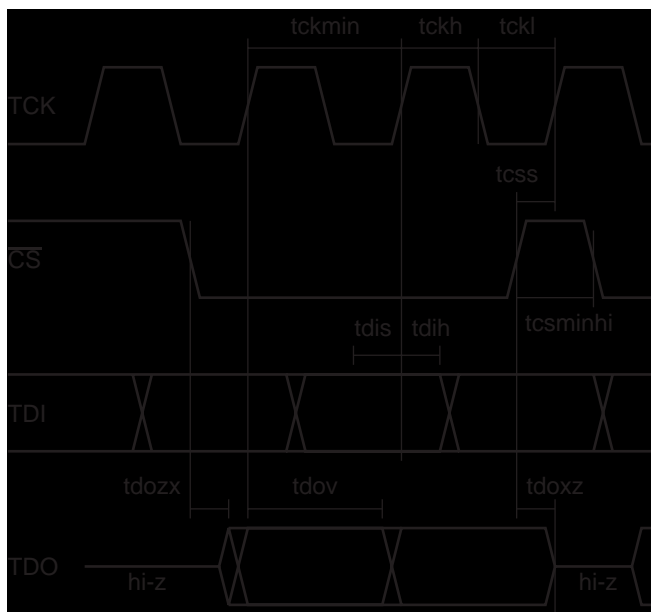 tckmin tckh tckl
TCK
tcss
CS
tcsminhi
tdis tdih
TDI
tdozx tdov tdoxz
TDO
hi-z hi-z